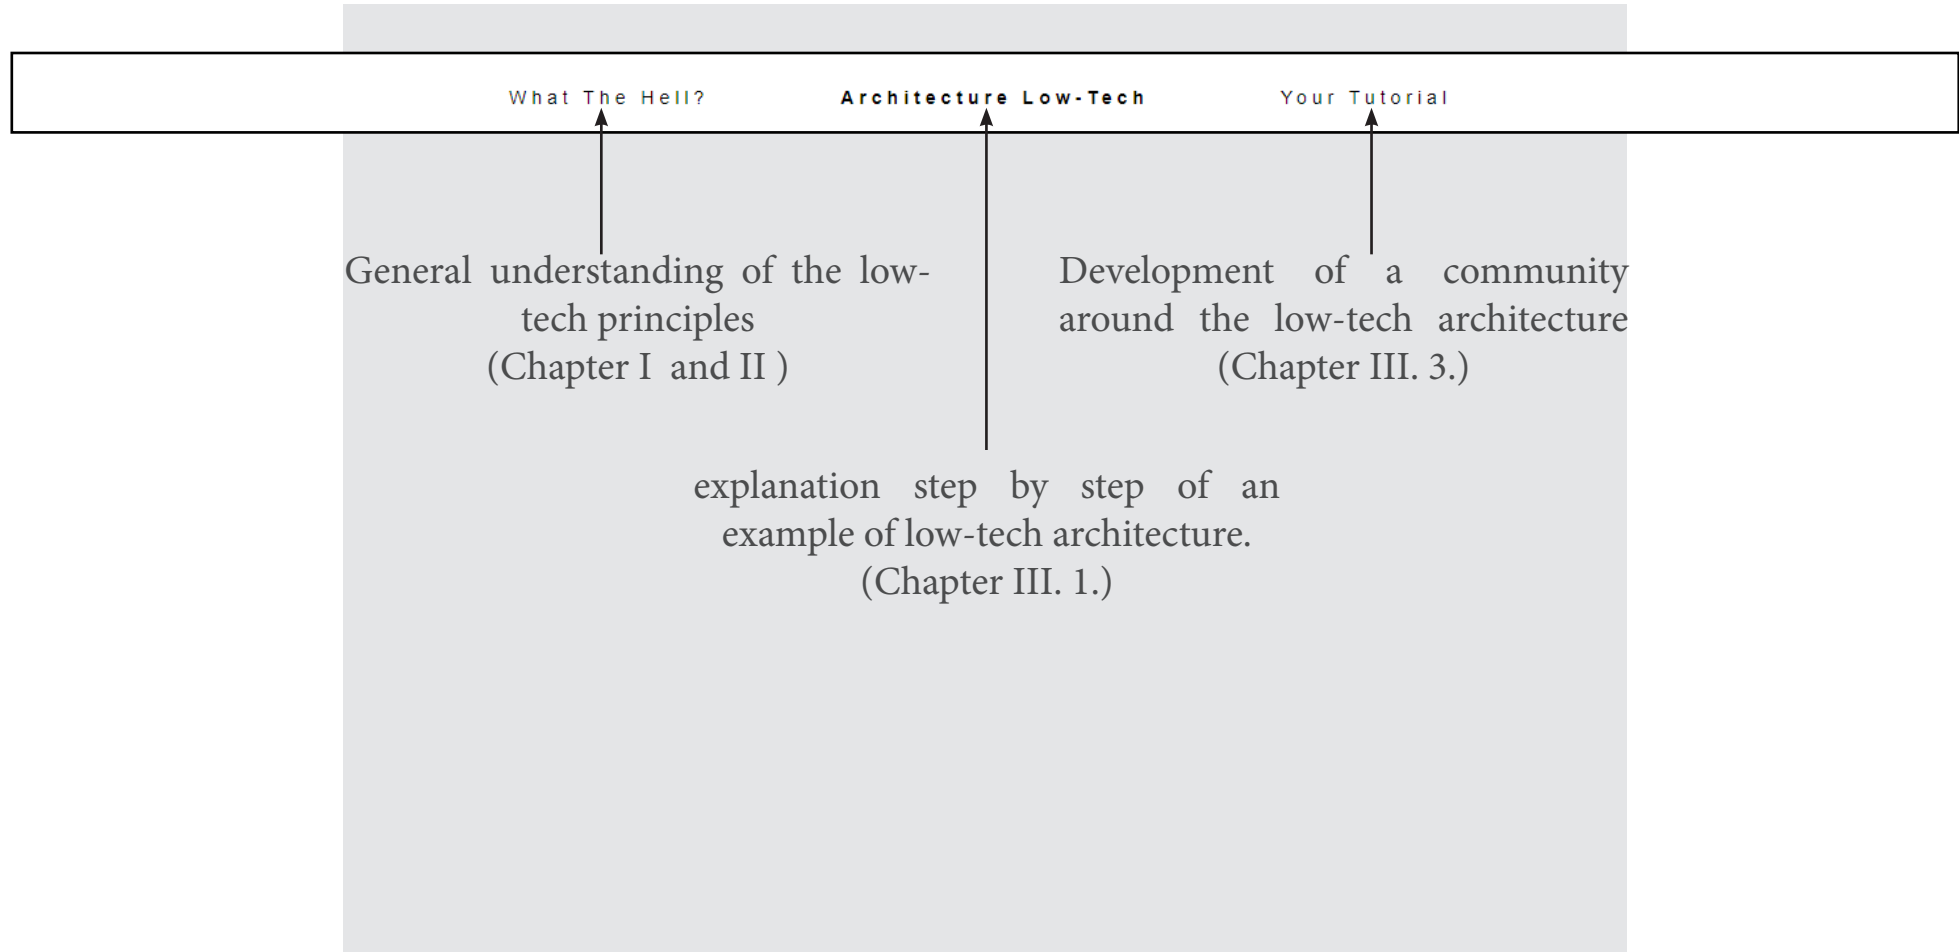 What The Hell?
Architecture Low-Tech
Your Tutorial
General understanding of the low-
tech principles
(Chapter I and II )
Development of a community
around the low-tech architecture
(Chapter III. 3.)
explanation step by step of an
example of low-tech architecture.
(Chapter III. 1.)